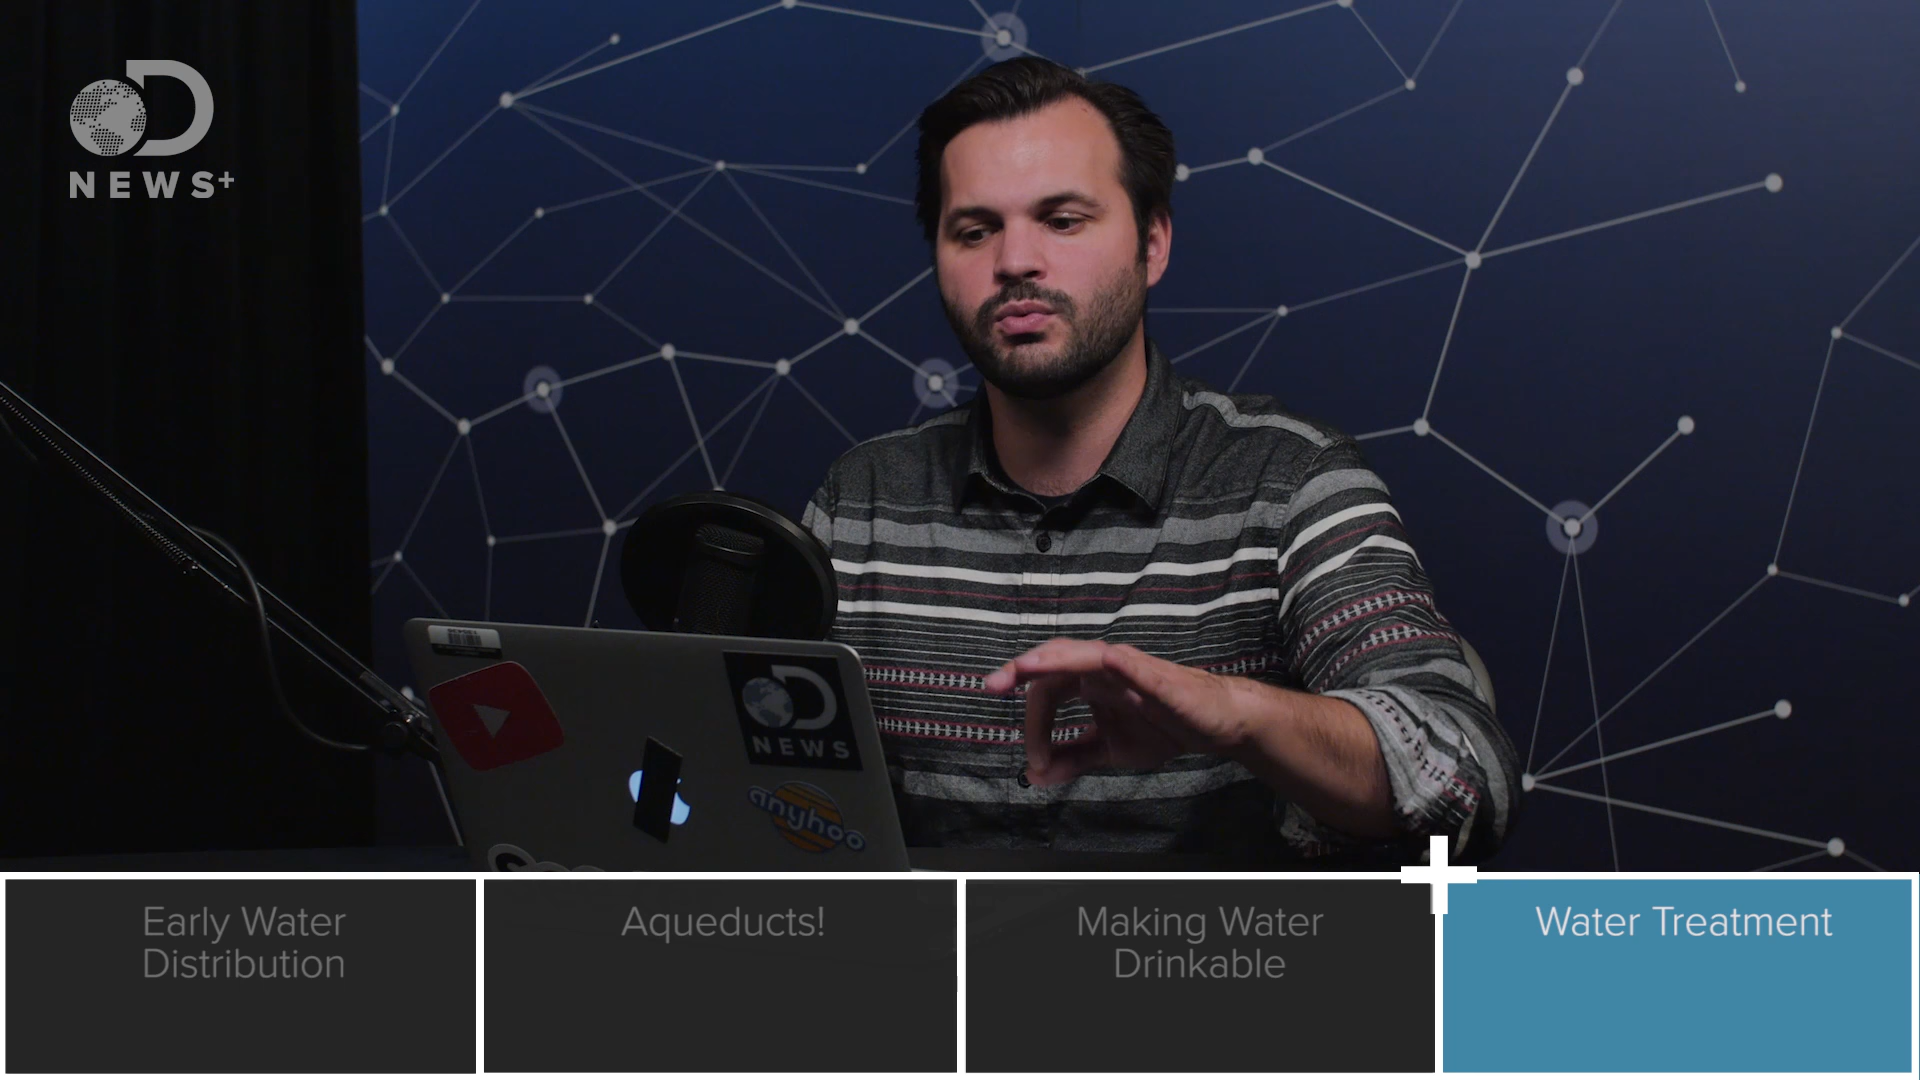 NEWS+
NEWS
anyhoo
Early Water
Distribution
Aqueducts!
Making Water
Drinkable
Water Treatment